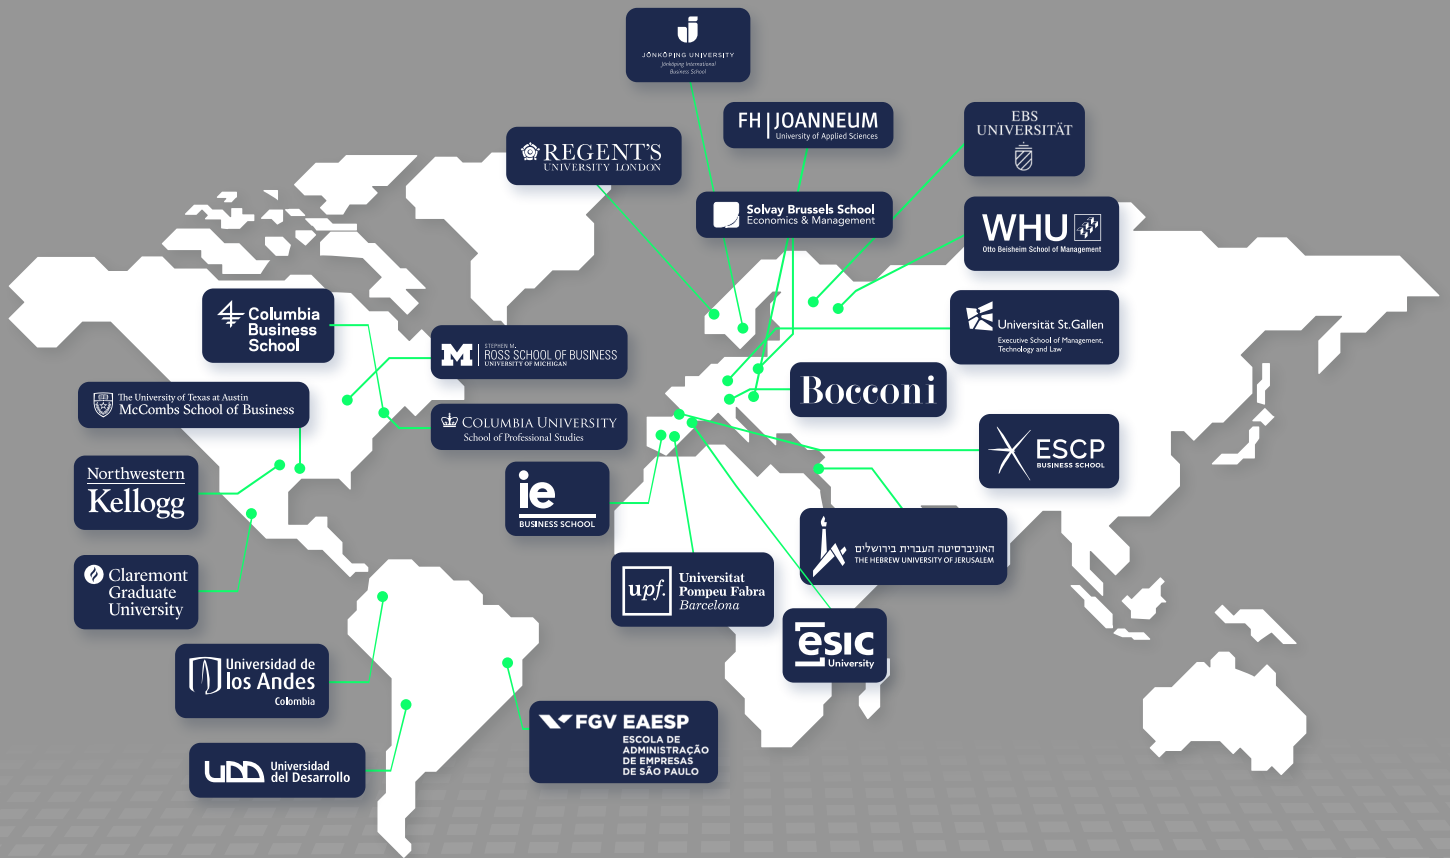 JÖNKÖPING UNIVERSITY
Jönköping International
Business School
FH | JOANNEUM
University of Applied Sciences
EBS
UNIVERSITÄT
REGENT'S
UNIVERSITY LONDON
Solvay Brussels School
Economics & Management
WHU
Otto Beisheim School of Management
Columbia
Business
School
Universität St.Gallen
Executive School of Management,
Technology and Law
M
STEPHEN M.
ROSS SCHOOL OF BUSINESS
UNIVERSITY OF MICHIGAN
Bocconi
The University of Texas at Austin
McCombs School of Business
COLUMBIA UNIVERSITY
School of Professional Studies
ESCP
BUSINESS SCHOOL
Northwestern
Kellogg
ie
BUSINESS SCHOOL
האוניברסיטה העברית בירושלים
THE HEBREW UNIVERSITY OF JERUSALEM
Claremont
Graduate
University
upf.
Universitat
Pompeu Fabra
Barcelona
esic
University
Universidad de
los Andes
Colombia
FGV EAESP
ESCOLA DE
ADMINISTRAÇÃO
DE EMPRESAS
DE SÃO PAULO
UDD
Universidad
del Desarrollo